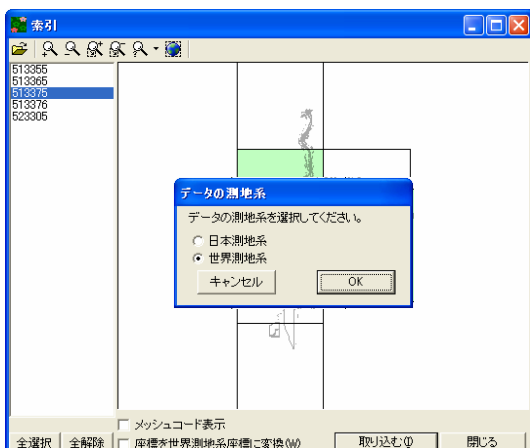 索引
513355
513365
513375
513376
523305
データの測地系
データの測地系を選択してください。
日本測地系
世界測地系
キャンセル
OK
メッシュコード表示
全選択
全解除
座標を世界測地系座標に変換(W)
取り込む(I)
閉じる